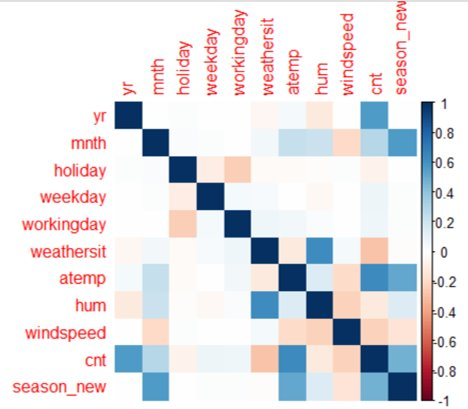 yr
mnth
holiday
weekday
workingday
weathersit
atemp
hum
windspeed
cnt
season_new
yr
mnth
holiday
weekday
workingday
weathersit
atemp
hum
windspeed
cnt
season_new
1
0.8
0.6
0.4
0.2
0
-0.2
-0.4
-0.6
-0.8
-1